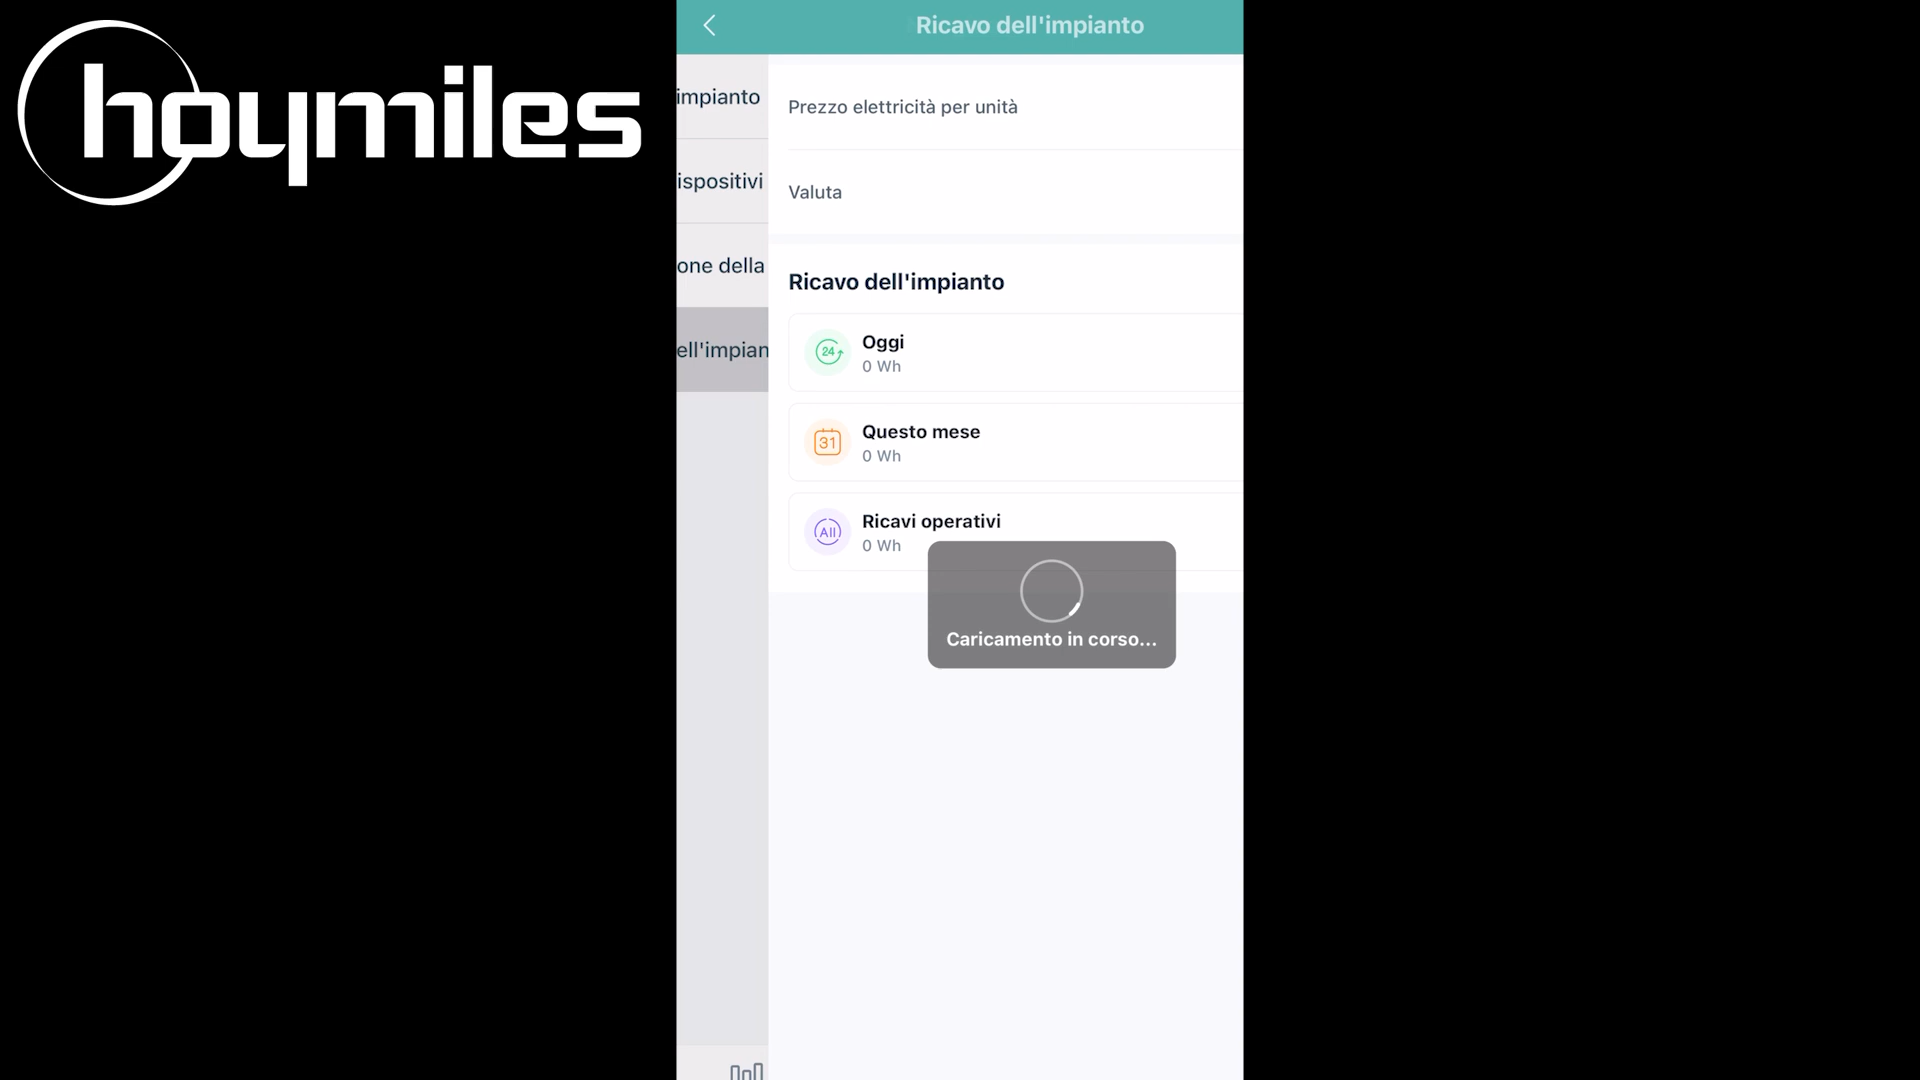 hoymiles
Ricavo dell'impianto
impianto
ispositivi
one della
ell'impian
Prezzo elettricità per unità
Valuta
Ricavo dell'impianto
24
Oggi
0 Wh
31
Questo mese
0 Wh
All
Ricavi operativi
0 Wh
Caricamento in corso...